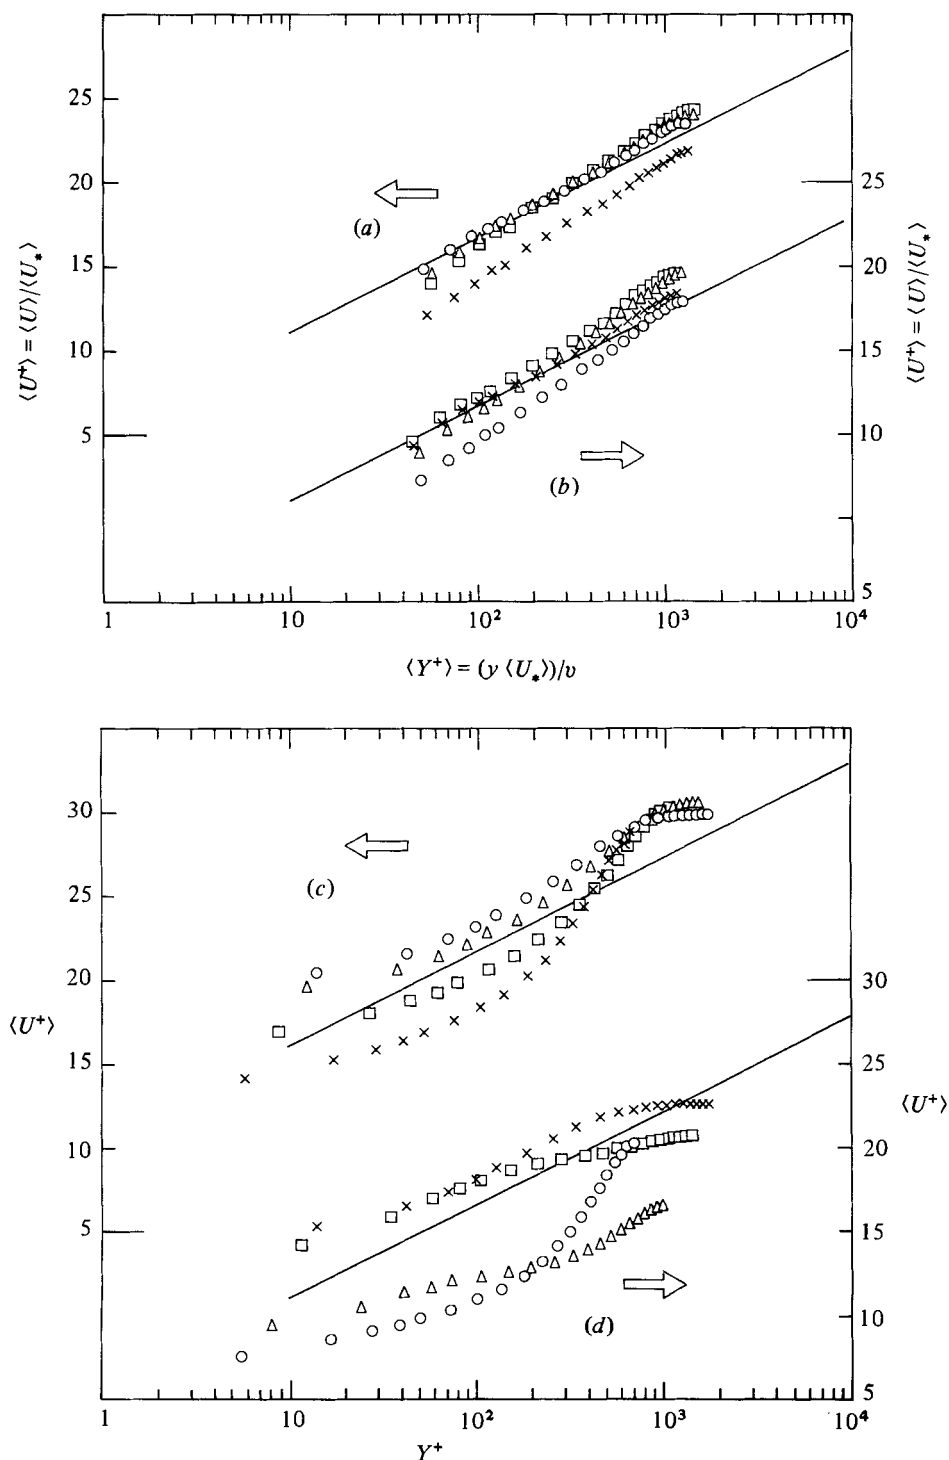 25
20
15
10
5
⟨U⁺⟩ = ⟨U⟩/⟨U*⟩
(a)
(b)
25
20
15
10
5
⟨U⁺⟩ = ⟨U⟩/⟨U*⟩
1 10 10² 10³ 10⁴
⟨Y⁺⟩ = (y ⟨U*⟩)/υ
30
25
20
15
10
5
⟨U⁺⟩
(c)
(d)
30
25
20
15
10
5
⟨U⁺⟩
1 10 10² 10³ 10⁴
Y⁺